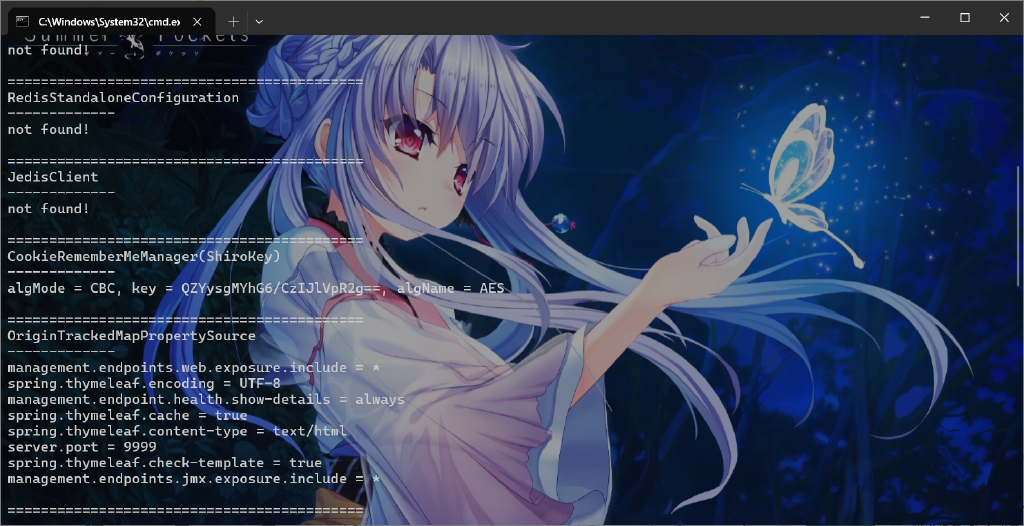 C:\Windows\System32\cmd.ex
Summer Pockets
not found!
=========================================
RedisStandaloneConfiguration
-------------
not found!
=========================================
JedisClient
-------------
not found!
=========================================
CookieRememberMeManager(ShiroKey)
-------------
algMode = CBC, key = QZYysgMYhG6/CzIJlVpR2g==, algName = AES
=========================================
OriginTrackedMapPropertySource
-------------
management.endpoints.web.exposure.include = *
spring.thymeleaf.encoding = UTF-8
management.endpoint.health.show-details = always
spring.thymeleaf.cache = true
spring.thymeleaf.content-type = text/html
server.port = 9999
spring.thymeleaf.check-template = true
management.endpoints.jmx.exposure.include = *
=========================================